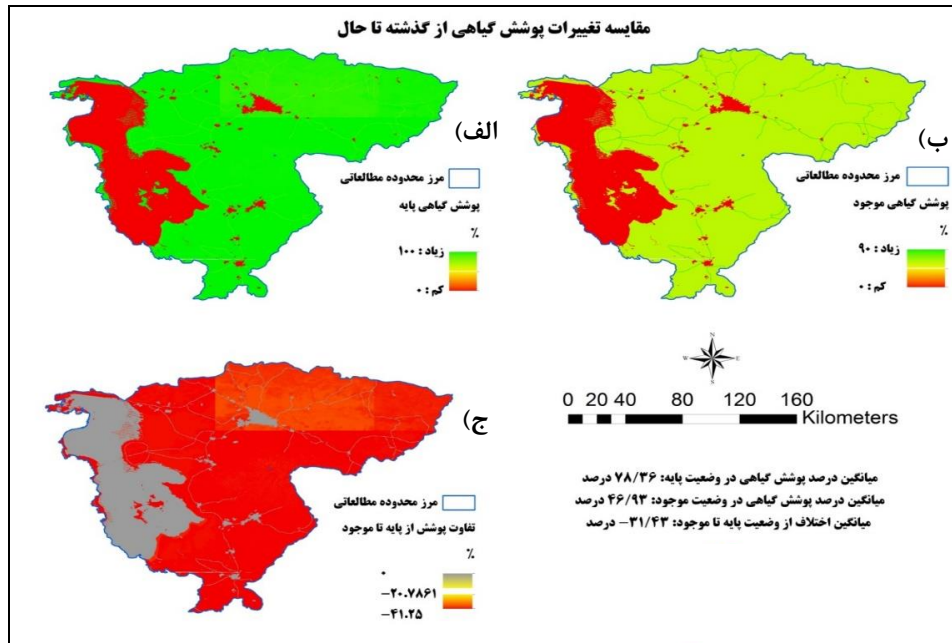 مقایسه تغییرات پوشش گیاهی از گذشته تا حال
الف)
مرز محدوده مطالعاتی
پوشش گیاهی پایه
%
زیاد : ۱۰۰
کم : ۰
ب)
مرز محدوده مطالعاتی
پوشش گیاهی موجود
%
زیاد : ۹۰
کم : ۰
ج)
مرز محدوده مطالعاتی
تفاوت پوشش از پایه تا موجود
%
۰
-۲۰.۷۸۶۱
-۴۱.۲۵
N
W E
S
0 20 40 80 120 160
Kilometers
میانگین درصد پوشش گیاهی در وضعیت پایه: ۷۸/۳۶ درصد
میانگین درصد پوشش گیاهی در وضعیت موجود: ۴۶/۹۳ درصد
میانگین اختلاف از وضعیت پایه تا موجود: ۳۱/۴۳- درصد